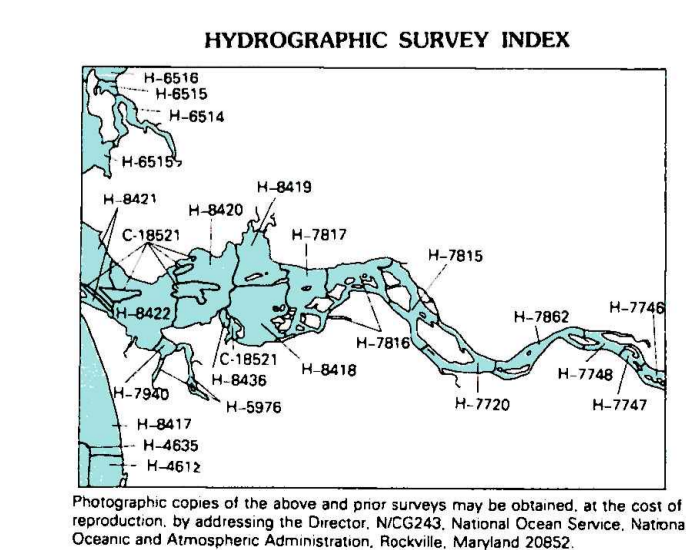 HYDROGRAPHIC SURVEY INDEX
H-6516
H-6515
H-6514
H-6515
H-8419
H-8421
H-8420
C-18521
H-7817
H-7815
H-7746
H-8422
H-7862
H-7816
C-18521
H-8418
H-8436
H-7748
H-7940
H-5976
H-7720
H-7747
H-8417
H-4635
H-4612
Photographic copies of the above and prior surveys may be obtained, at the cost of
reproduction, by addressing the Director, N/CG243, National Ocean Service, Nationa
Oceanic and Atmospheric Administration, Rockville, Maryland 20852.